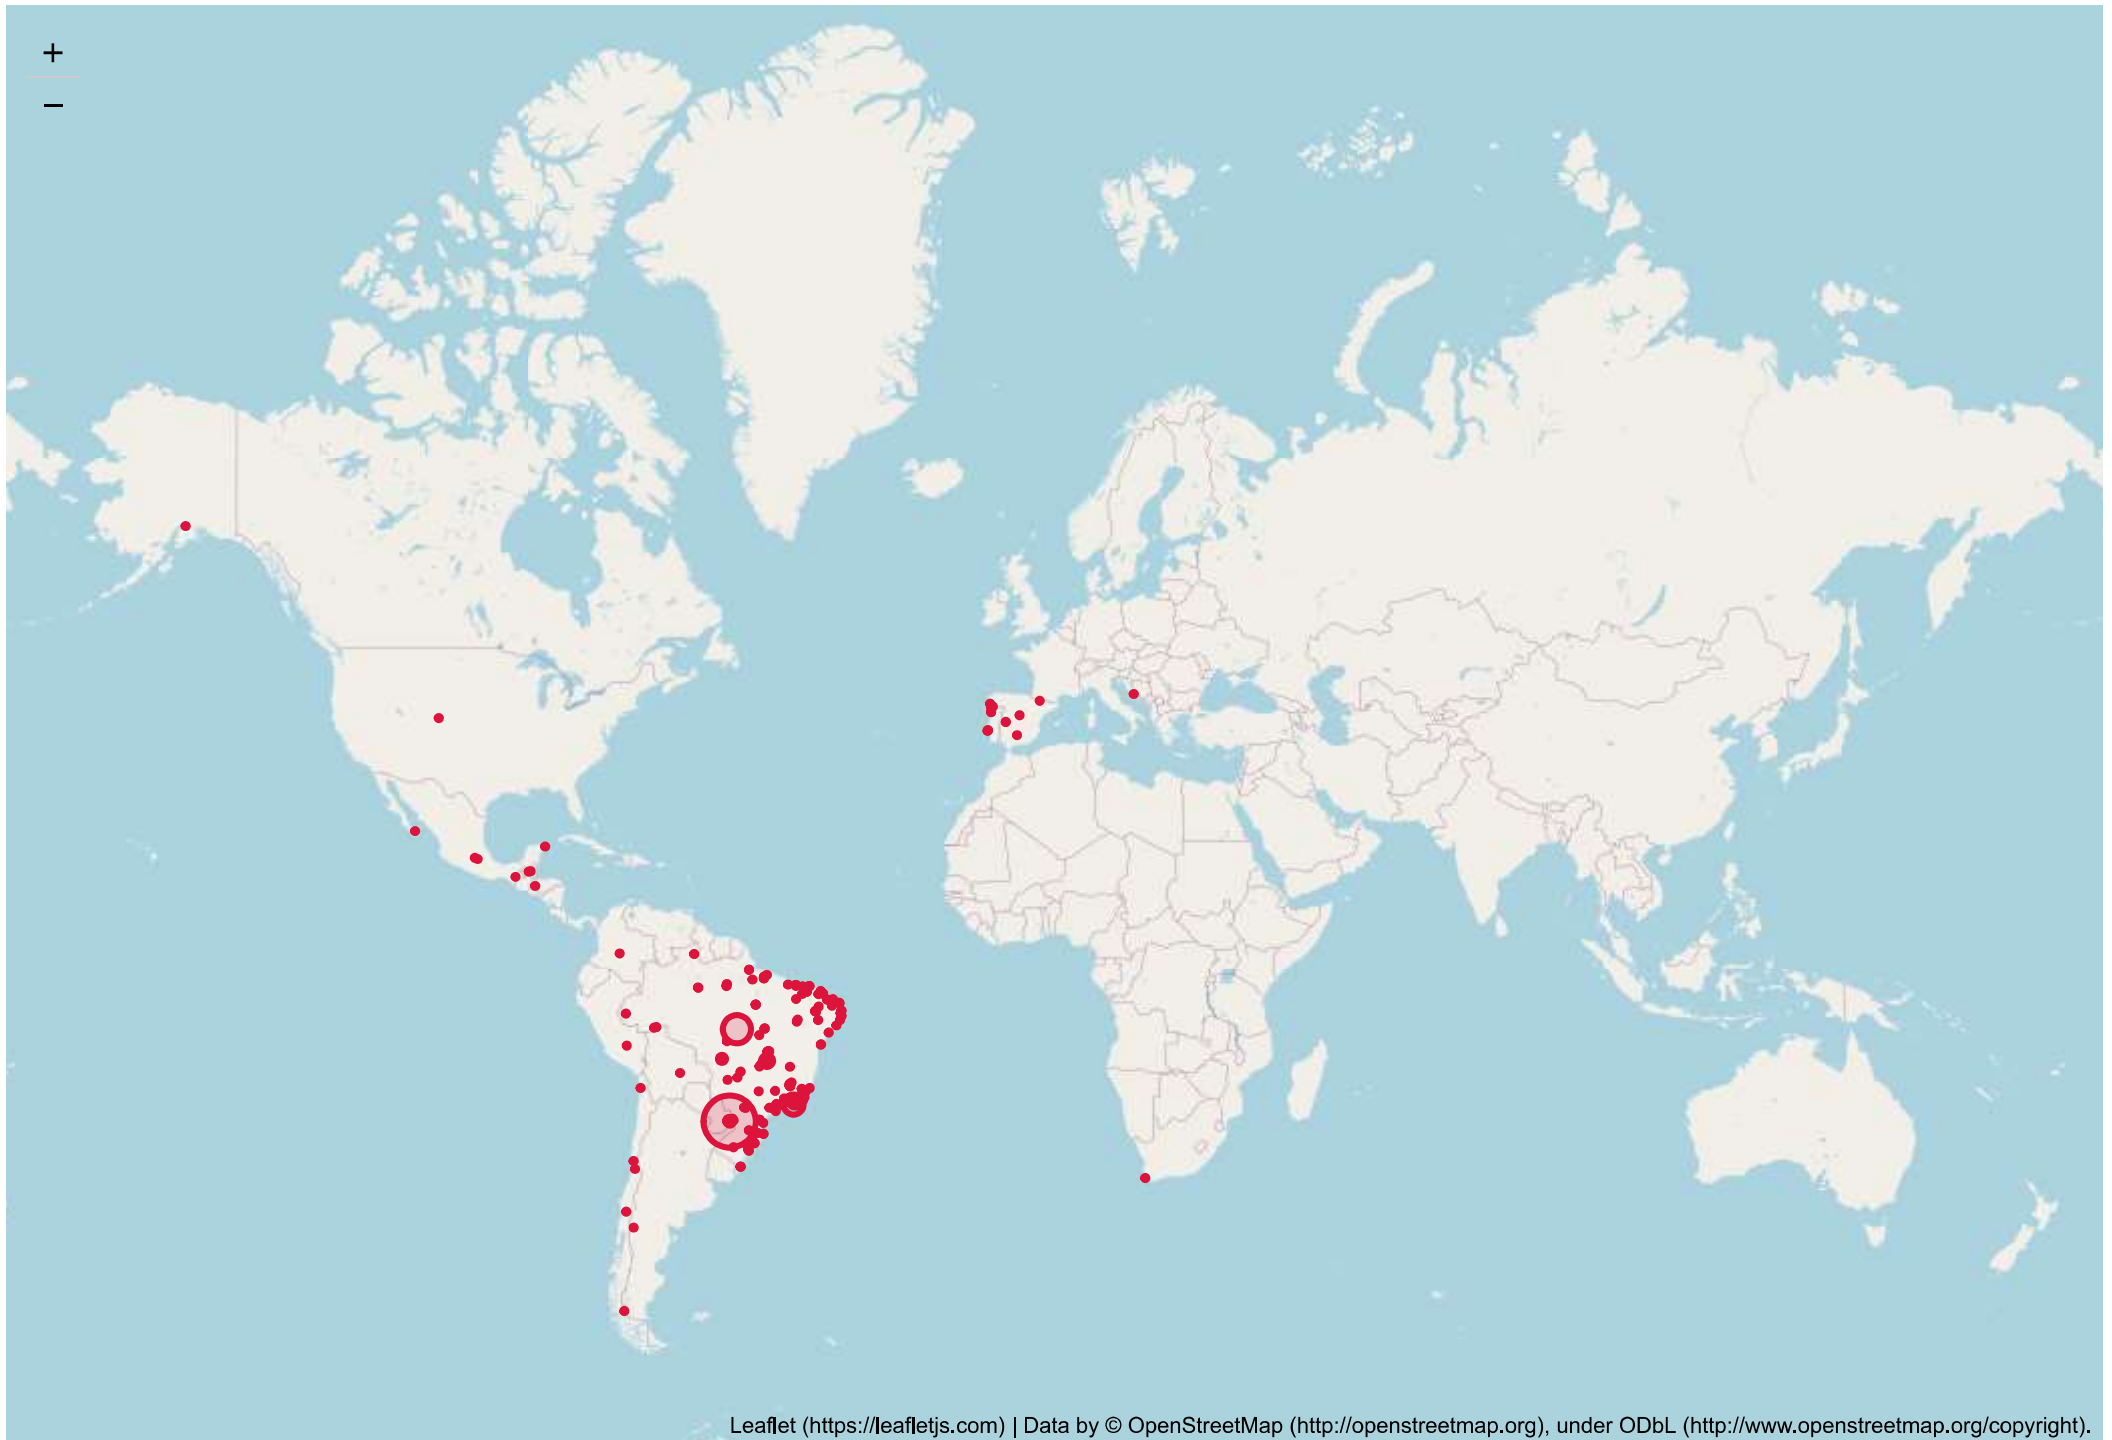 +
−
Leaflet (https://leafletjs.com) | Data by © OpenStreetMap (http://openstreetmap.org), under ODbL (http://www.openstreetmap.org/copyright).